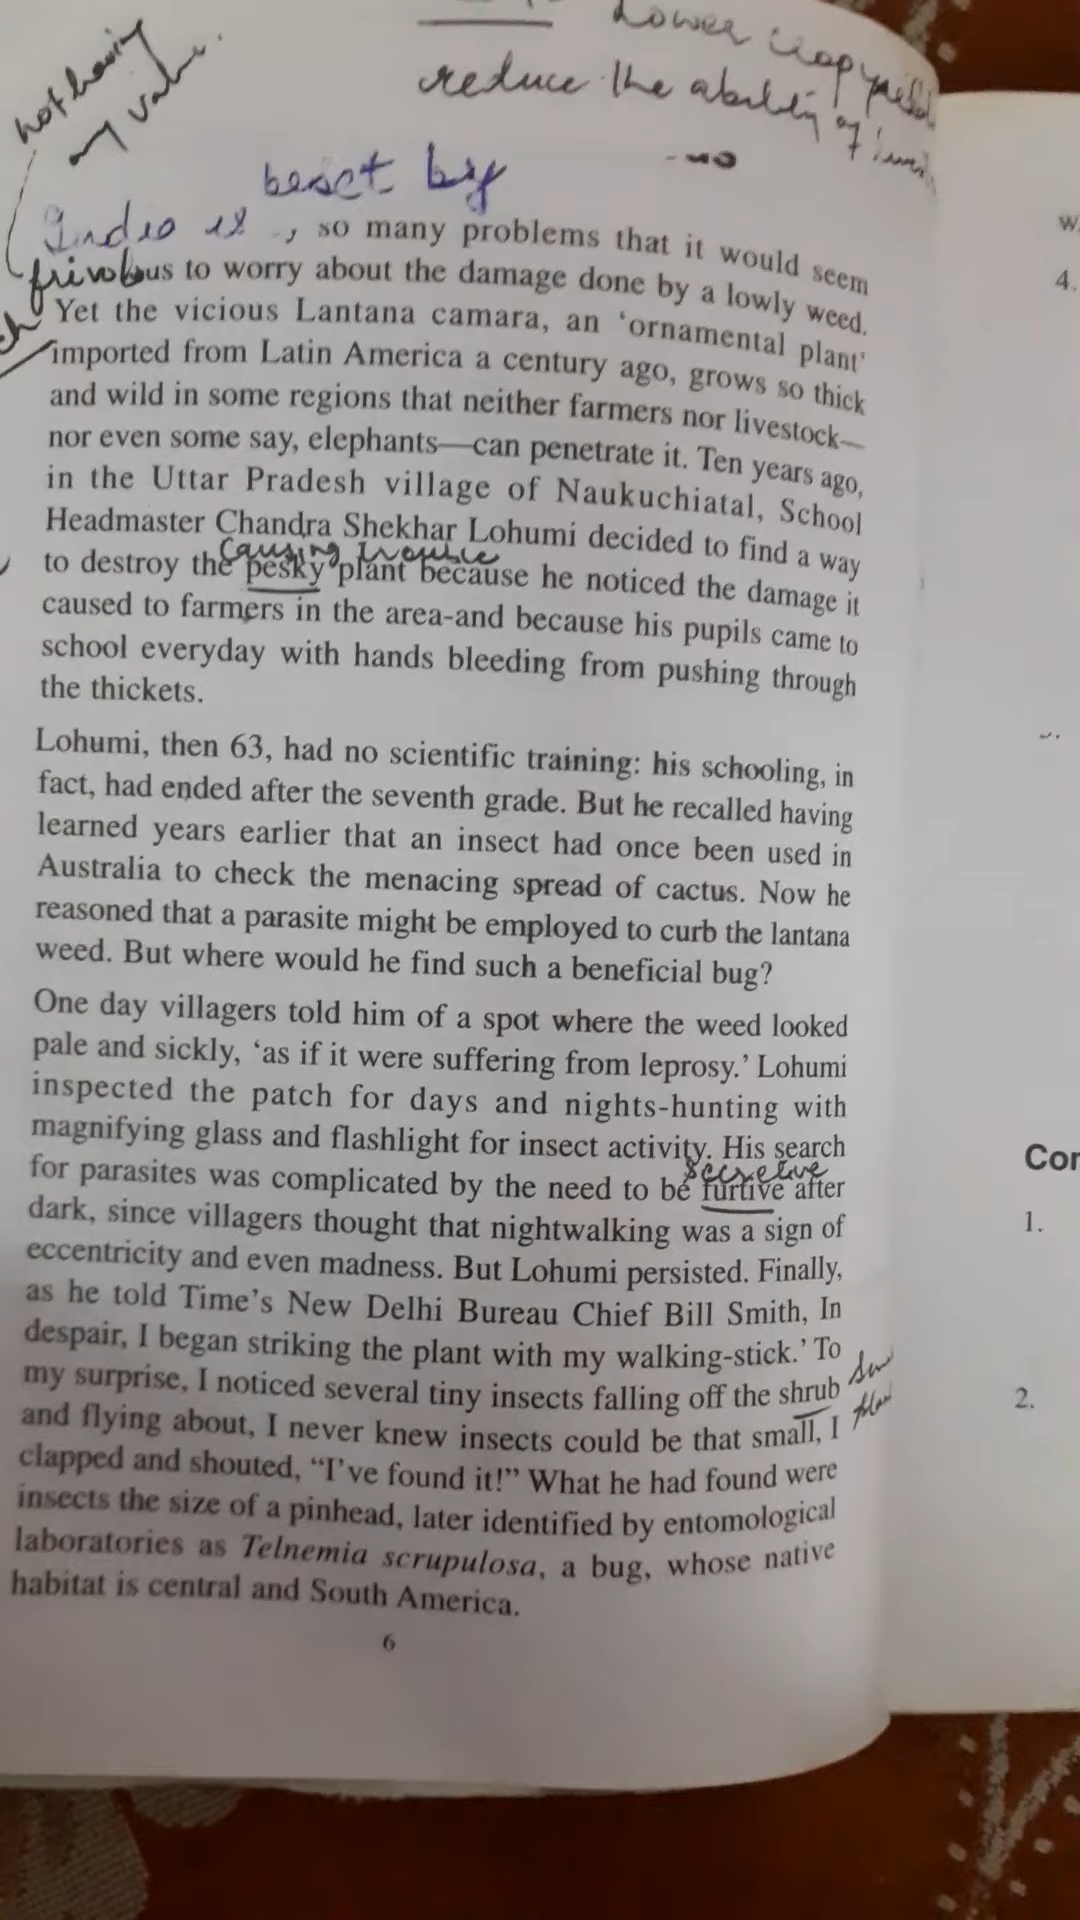 Lower crop yield
reduce the ability of
not having
any value.
beset by
India is , so many problems that it would seem
frivolous to worry about the damage done by a lowly weed.
Yet the vicious Lantana camara, an ‘ornamental plant’
imported from Latin America a century ago, grows so thick
and wild in some regions that neither farmers nor livestock—
nor even some say, elephants—can penetrate it. Ten years ago,
in the Uttar Pradesh village of Naukuchiatal, School
Headmaster Chandra Shekhar Lohumi decided to find a way
causing trouble
to destroy the pesky plant because he noticed the damage it
caused to farmers in the area-and because his pupils came to
school everyday with hands bleeding from pushing through
the thickets.
Lohumi, then 63, had no scientific training: his schooling, in
fact, had ended after the seventh grade. But he recalled having
learned years earlier that an insect had once been used in
Australia to check the menacing spread of cactus. Now he
reasoned that a parasite might be employed to curb the lantana
weed. But where would he find such a beneficial bug?
One day villagers told him of a spot where the weed looked
pale and sickly, ‘as if it were suffering from leprosy.’ Lohumi
inspected the patch for days and nights-hunting with
magnifying glass and flashlight for insect activity. His search
for parasites was complicated by the need to be furtive after
dark, since villagers thought that nightwalking was a sign of
eccentricity and even madness. But Lohumi persisted. Finally,
as he told Time’s New Delhi Bureau Chief Bill Smith, In
despair, I began striking the plant with my walking-stick.’ To
my surprise, I noticed several tiny insects falling off the shrub
and flying about, I never knew insects could be that small, I
clapped and shouted, “I’ve found it!” What he had found were
insects the size of a pinhead, later identified by entomological
laboratories as Telnemia scrupulosa, a bug, whose native
habitat is central and South America.
6
4.
1.
2.